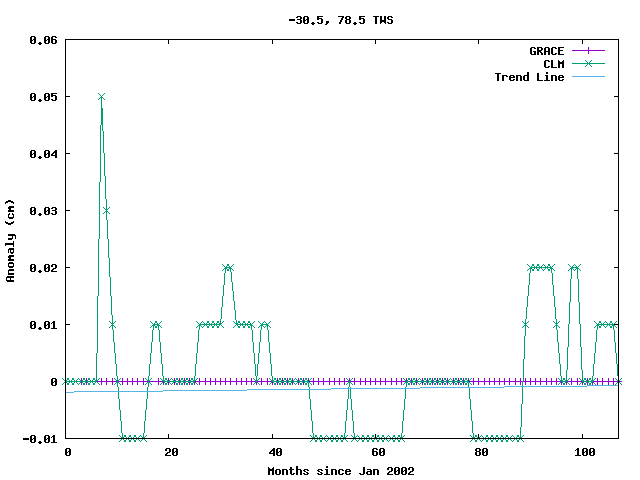 -30.5, 78.5 TWS
0.06
GRACE
CLM
Trend Line
0.05
0.04
0.03
Anomaly (cm)
0.02
0.01
0
-0.01
0 20 40 60 80 100
Months since Jan 2002